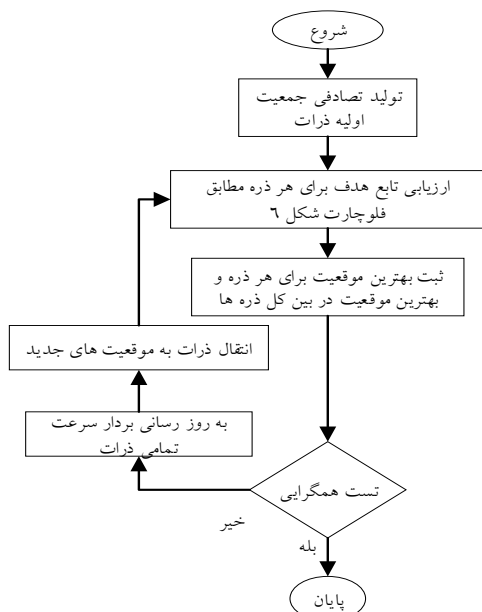 شروع
تولید تصادفی جمعیت
اولیه ذرات
ارزیابی تابع هدف برای هر ذره مطابق
فلوچارت شکل ٦
ثبت بهترین موقعیت برای هر ذره و
بهترین موقعیت در بین کل ذره ها
انتقال ذرات به موقعیت های جدید
به روز رسانی بردار سرعت
تمامی ذرات
تست همگرایی
خیر
بله
پایان